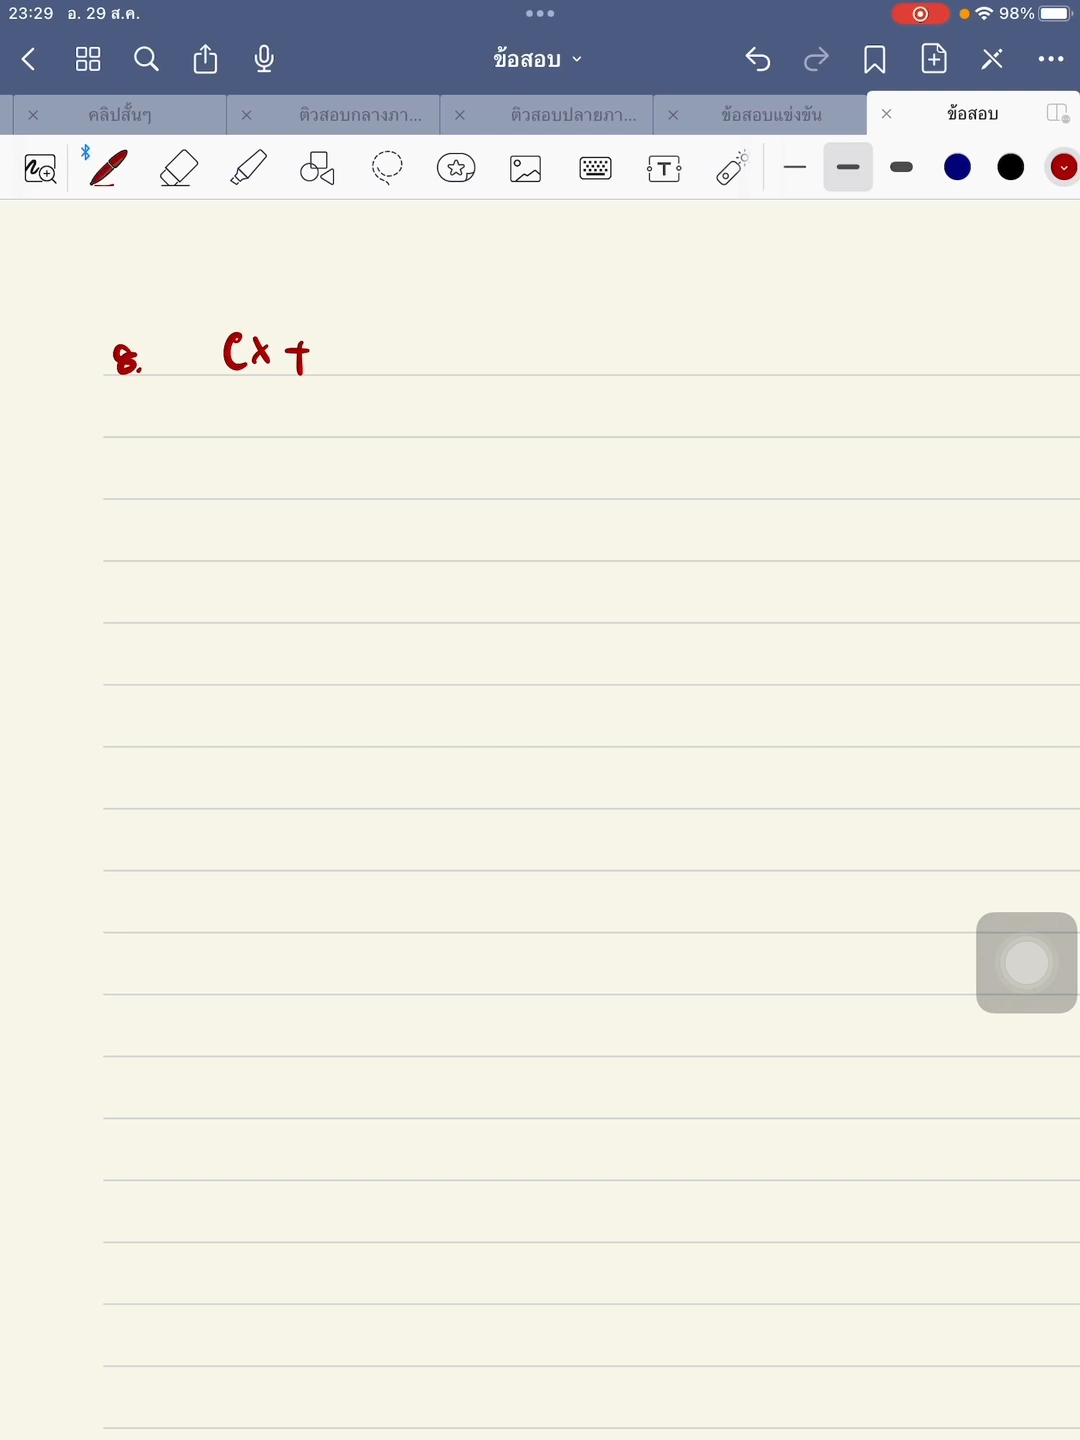 23:29 อ. 29 ส.ค. 98%
ข้อสอบ
คลิปสั้นๆ ติวสอบกลางภา... ติวสอบปลายภา... ข้อสอบแข่งขัน ข้อสอบ
T
8. (x +